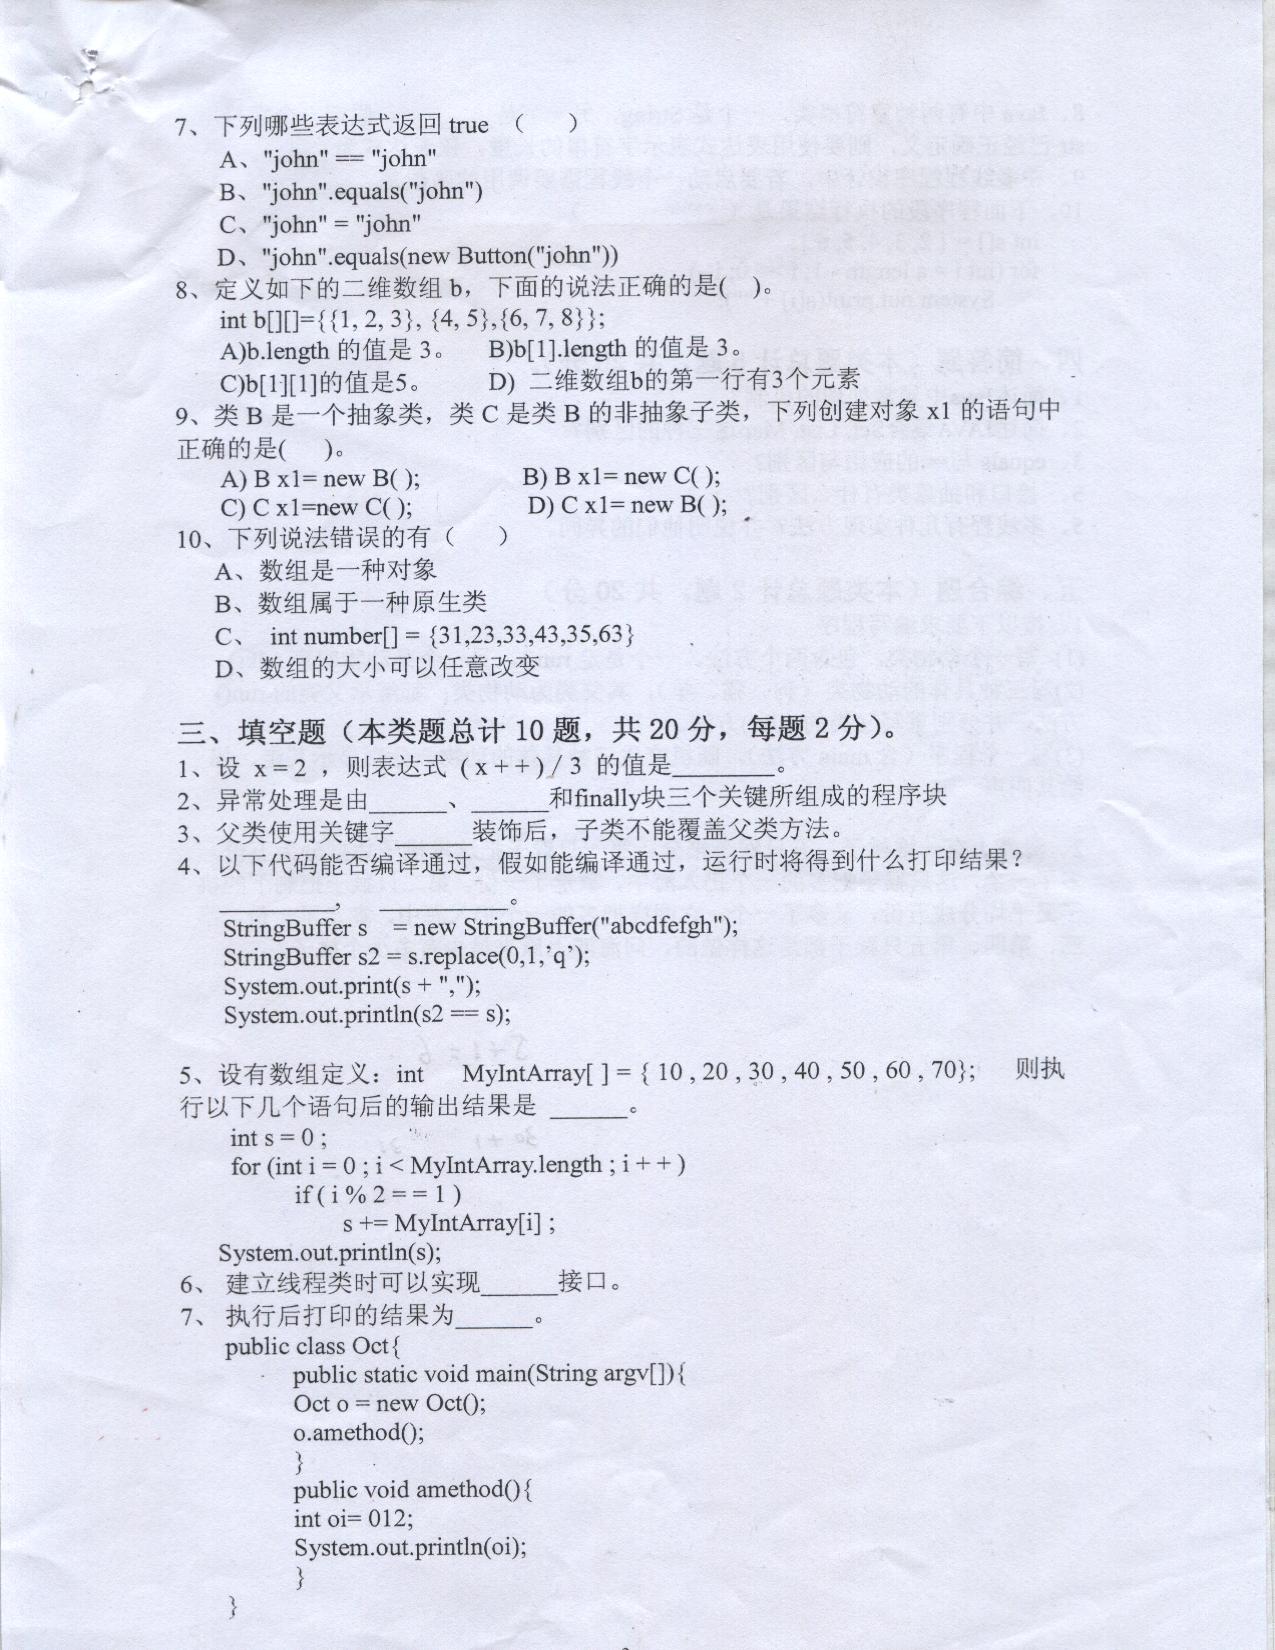 7、下列哪些表达式返回 true （ ）
A、"john" == "john"
B、"john".equals("john")
C、"john" = "john"
D、"john".equals(new Button("john"))
8、定义如下的二维数组 b，下面的说法正确的是( )。
int b[][]={{1, 2, 3}, {4, 5},{6, 7, 8}};
A)b.length 的值是 3。 B)b[1].length 的值是 3。
C)b[1][1]的值是5。 D) 二维数组b的第一行有3个元素
9、类 B 是一个抽象类，类 C 是类 B 的非抽象子类，下列创建对象 x1 的语句中
正确的是( )。
A) B x1= new B( ); B) B x1= new C( );
C) C x1=new C( ); D) C x1= new B( );
10、下列说法错误的有（ ）
A、数组是一种对象
B、数组属于一种原生类
C、 int number[] = {31,23,33,43,35,63}
D、数组的大小可以任意改变
三、填空题（本类题总计 10 题，共 20 分，每题 2 分）。
1、设 x = 2 ，则表达式 ( x + + ) / 3 的值是________。
2、异常处理是由______、______和finally块三个关键所组成的程序块
3、父类使用关键字______装饰后，子类不能覆盖父类方法。
4、以下代码能否编译通过，假如能编译通过，运行时将得到什么打印结果？
_________， __________。
StringBuffer s = new StringBuffer("abcdfefgh");
StringBuffer s2 = s.replace(0,1,’q’);
System.out.print(s + ",");
System.out.println(s2 == s);
5、设有数组定义：int MyIntArray[ ] = { 10 , 20 , 30 , 40 , 50 , 60 , 70}; 则执
行以下几个语句后的输出结果是 ______。
int s = 0 ;
for (int i = 0 ; i < MyIntArray.length ; i + + )
if ( i % 2 = = 1 )
s += MyIntArray[i] ;
System.out.println(s);
6、 建立线程类时可以实现______接口。
7、 执行后打印的结果为______。
public class Oct{
public static void main(String argv[]){
Oct o = new Oct();
o.amethod();
}
public void amethod(){
int oi= 012;
System.out.println(oi);
}
}